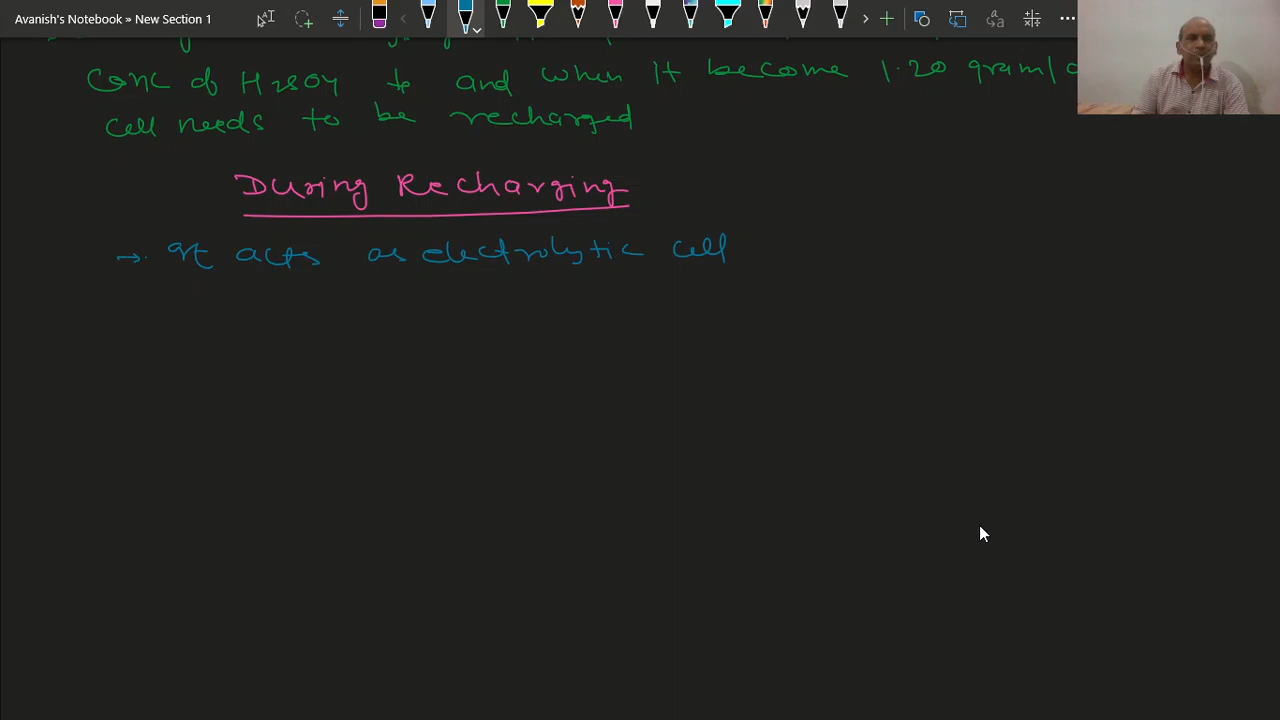 Avanish's Notebook » New Section 1
Conc of H2SO4 to and when it become 1.20 gram/
cell needs to be recharged
During Recharging
→ It acts as electrolytic cell